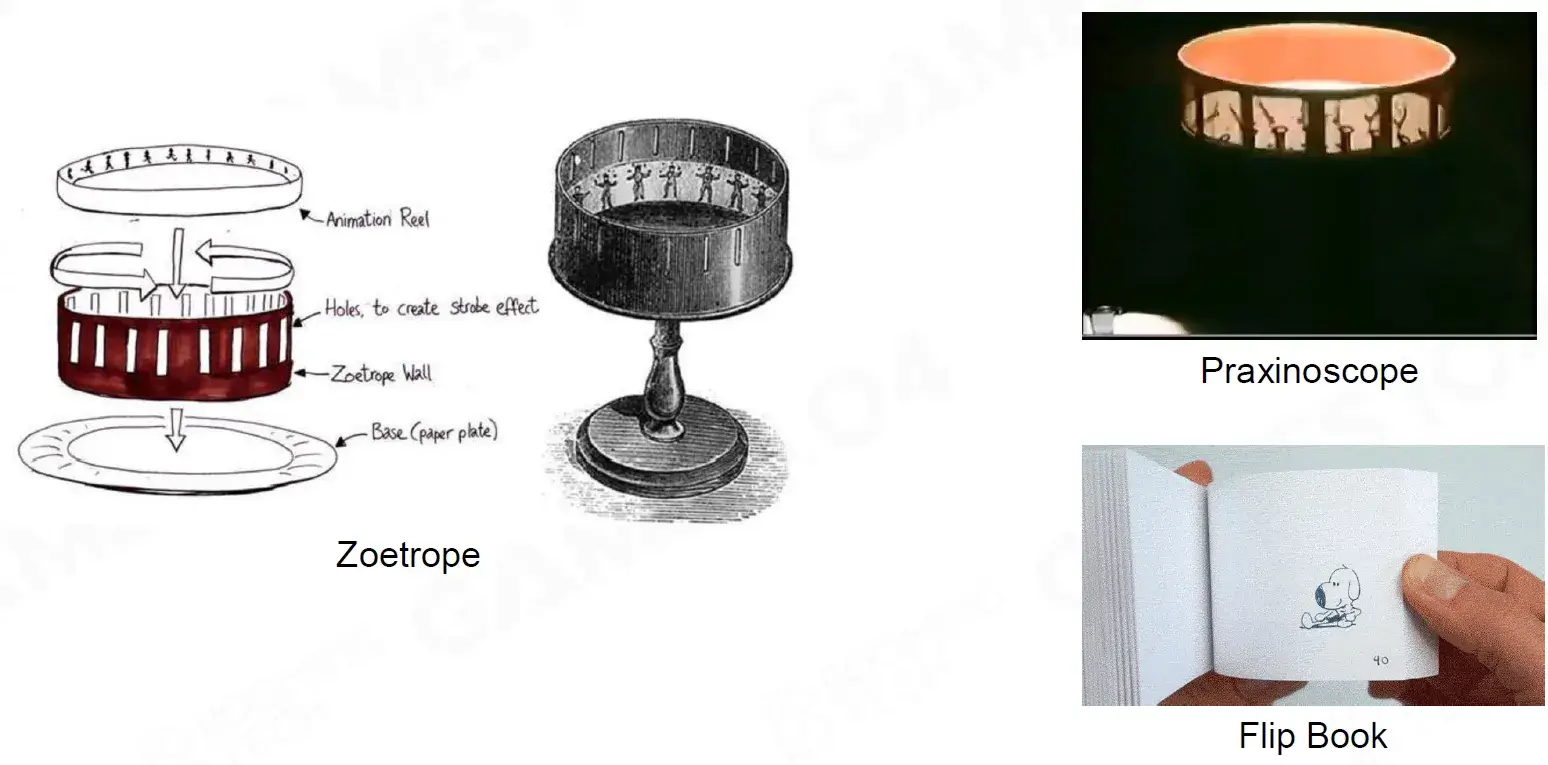 Animation Reel
Holes, to create strobe effect
Zoetrope Wall
Base (paper plate)
Zoetrope
Praxinoscope
40
Flip Book